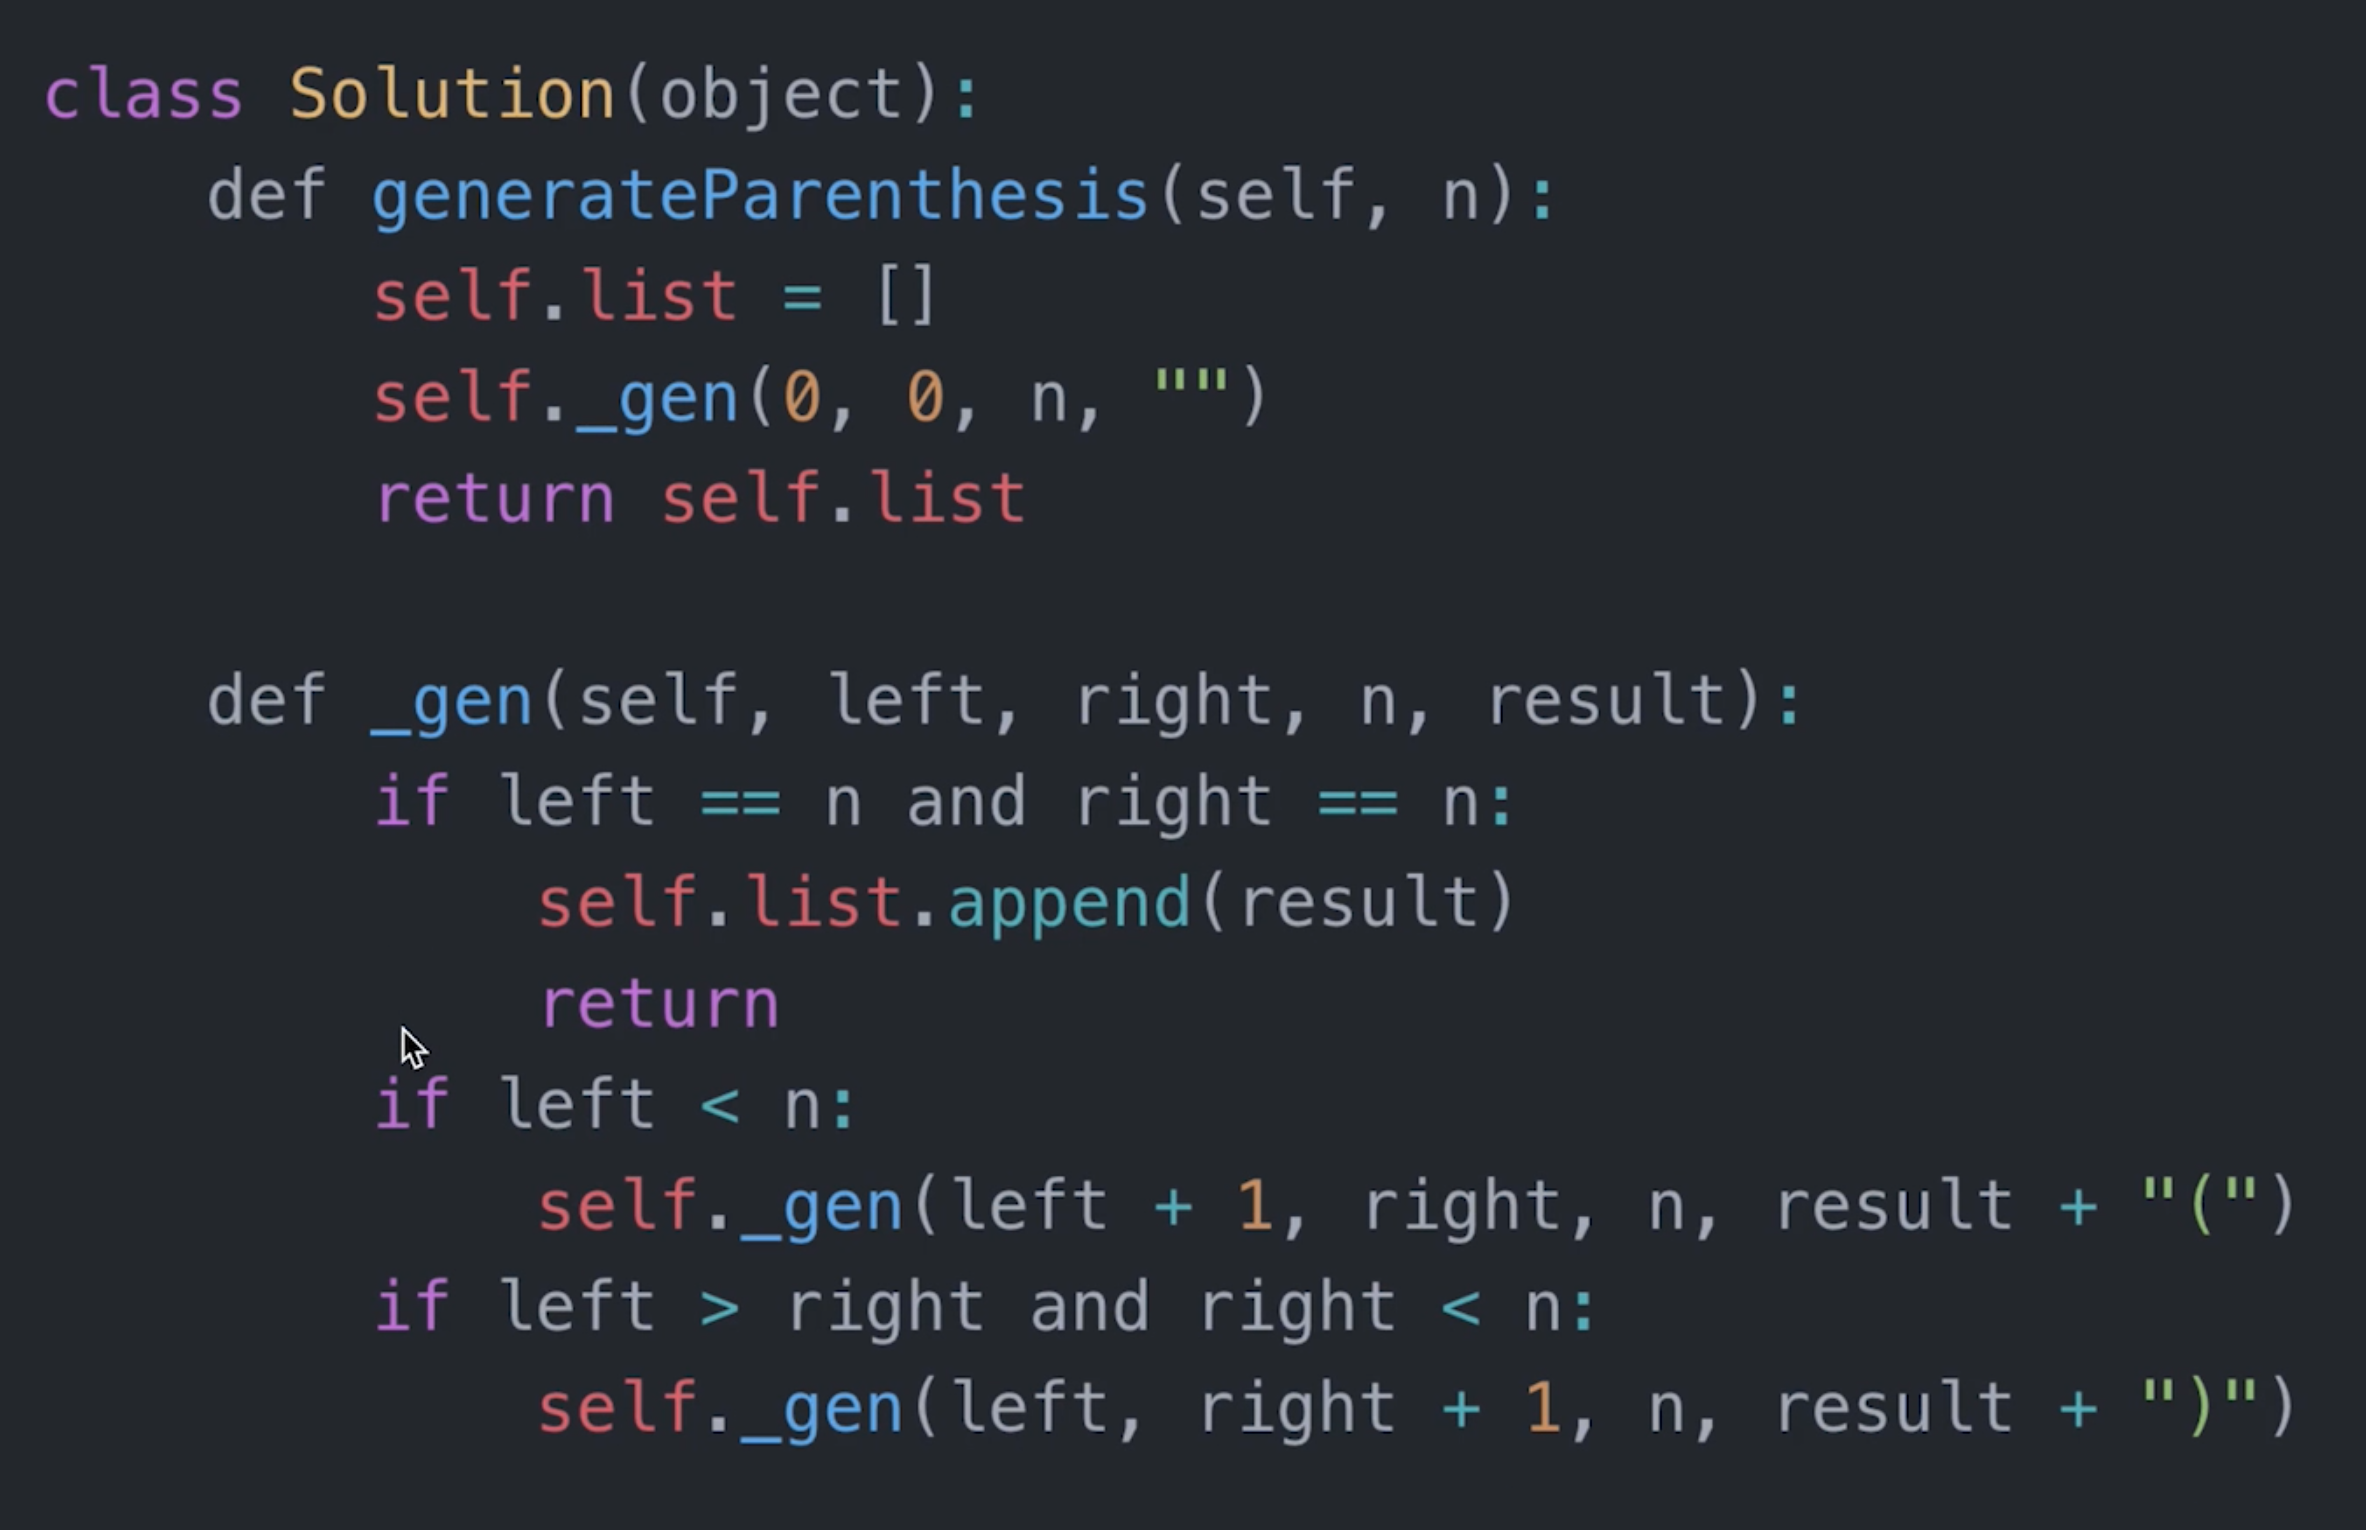 class Solution(object):
    def generateParenthesis(self, n):
        self.list = []
        self._gen(0, 0, n, "")
        return self.list

    def _gen(self, left, right, n, result):
        if left == n and right == n:
            self.list.append(result)
            return
        if left < n:
            self._gen(left + 1, right, n, result + "(")
        if left > right and right < n:
            self._gen(left, right + 1, n, result + ")")